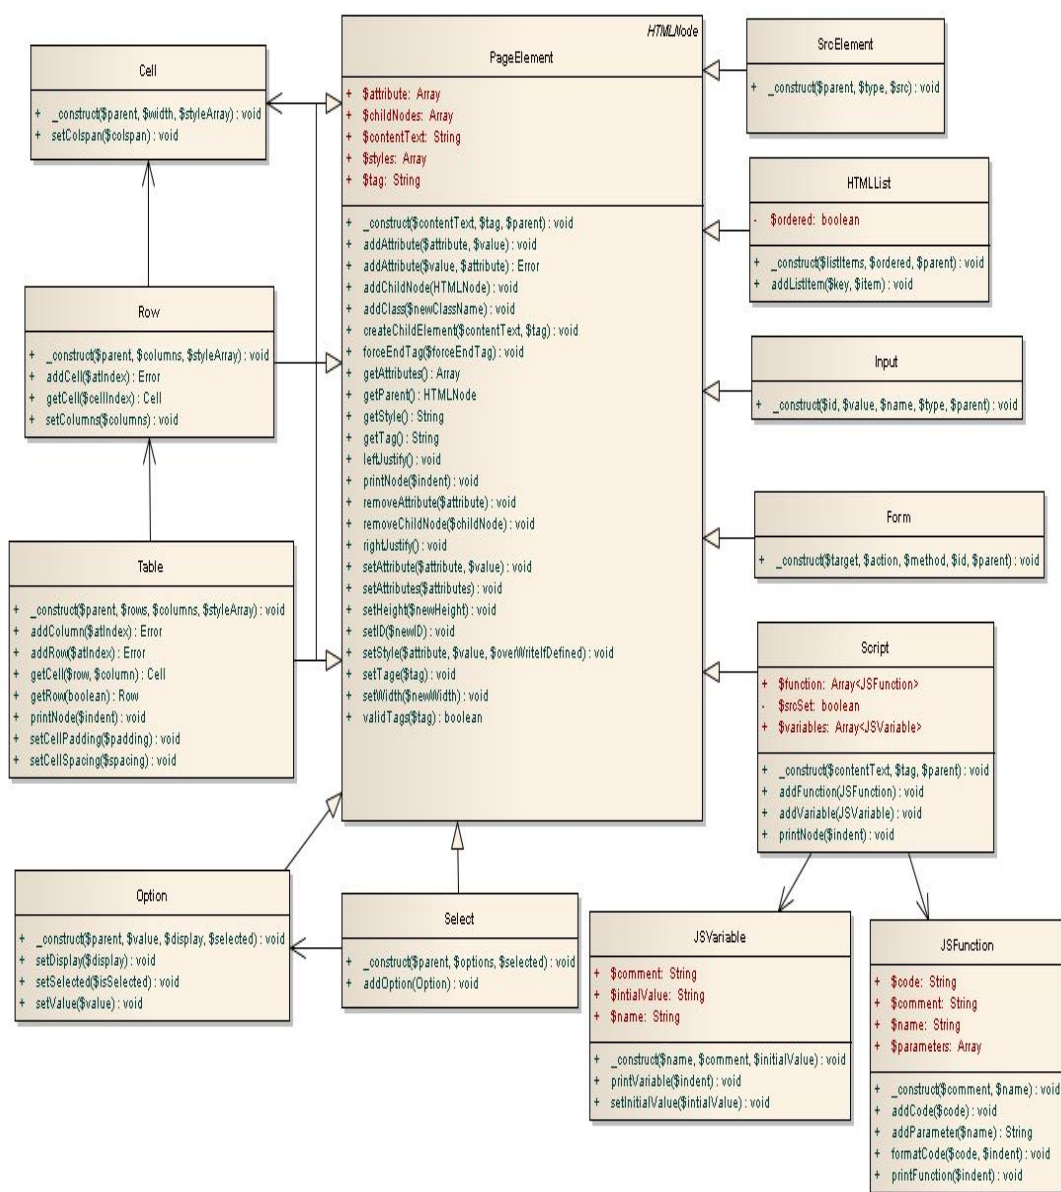 HTMLNode
PageElement
+ $attribute: Array
+ $childNodes: Array
+ $contentText: String
+ $styles: Array
+ $tag: String
+ _construct($contentText, $tag, $parent) : void
+ addAttribute($attribute, $value) : void
+ addAttribute($value, $attribute) : Error
+ addChildNode(HTMLNode) : void
+ addClass($newClassName) : void
+ createChildElement($contentText, $tag) : void
+ forceEndTag($forceEndTag) : void
+ getAttributes() : Array
+ getParent() : HTMLNode
+ getStyle() : String
+ getTag() : String
+ leftJustify() : void
+ printNode($indent) : void
+ removeAttribute($attribute) : void
+ removeChildNode($childNode) : void
+ rightJustify() : void
+ setAttribute($attribute, $value) : void
+ setAttributes($attributes) : void
+ setHeight($newHeight) : void
+ setID($newID) : void
+ setStyle($attribute, $value, $overWriteIfDefined) : void
+ setTage($tag) : void
+ setWidth($newWidth) : void
+ validTags($tag) : boolean
Cell
+ _construct($parent, $width, $styleArray) : void
+ setColspan($colspan) : void
Row
+ _construct($parent, $columns, $styleArray) : void
+ addCell($atIndex) : Error
+ getCell($cellIndex) : Cell
+ setColumns($columns) : void
Table
+ _construct($parent, $rows, $columns, $styleArray) : void
+ addColumn($atIndex) : Error
+ addRow($atIndex) : Error
+ getCell($row, $column) : Cell
+ getRow(boolean) : Row
+ printNode($indent) : void
+ setCellPadding($padding) : void
+ setCellSpacing($spacing) : void
Option
+ _construct($parent, $value, $display, $selected) : void
+ setDisplay($display) : void
+ setSelected($isSelected) : void
+ setValue($value) : void
Select
+ _construct($parent, $options, $selected) : void
+ addOption(Option) : void
SrcElement
+ _construct($parent, $type, $src) : void
HTMLList
- $ordered: boolean
+ _construct($listItems, $ordered, $parent) : void
+ addListItem($key, $item) : void
Input
+ _construct($id, $value, $name, $type, $parent) : void
Form
+ _construct($target, $action, $method, $id, $parent) : void
Script
+ $function: Array<JSFunction>
- $srcSet: boolean
+ $variables: Array<JSVariable>
+ _construct($contentText, $tag, $parent) : void
+ addFunction(JSFunction) : void
+ addVariable(JSVariable) : void
+ printNode($indent) : void
JSVariable
+ $comment: String
+ $intialValue: String
+ $name: String
+ _construct($name, $comment, $initialValue) : void
+ printVariable($indent) : void
+ setInitialValue($intialValue) : void
JSFunction
+ $code: String
+ $comment: String
+ $name: String
+ $parameters: Array
+ _construct($comment, $name) : void
+ addCode($code) : void
+ addParameter($name) : String
+ formatCode($code, $indent) : void
+ printFunction($indent) : void